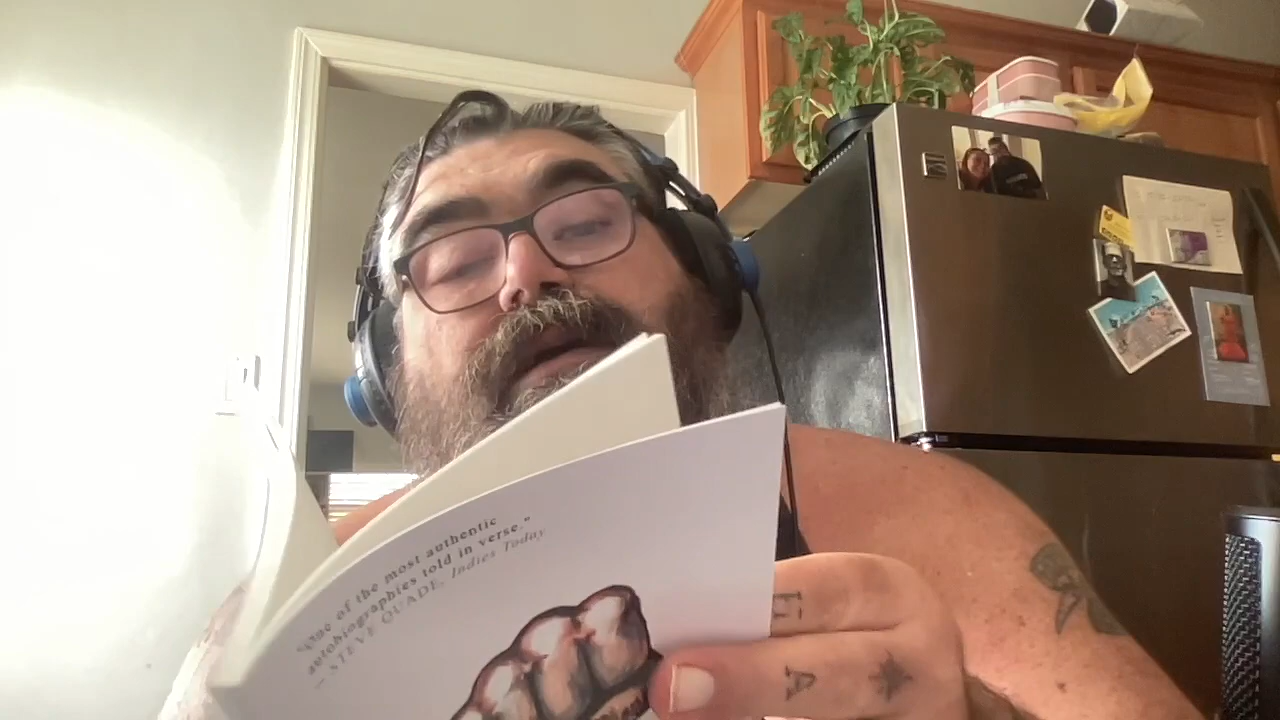 "One of the most authentic
autobiographies told in verse."
— STEVE QUADE, Indies Today
E
A